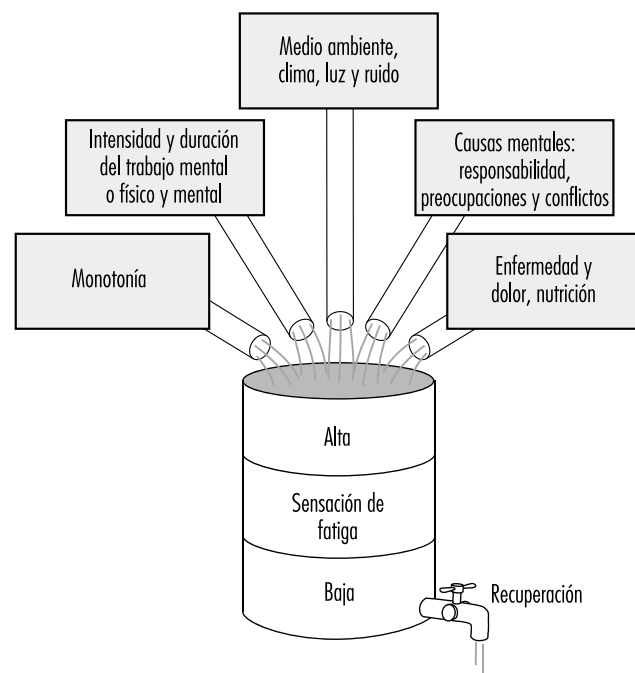 Medio ambiente,
clima, luz y ruido
Intensidad y duración
del trabajo mental
o físico y mental
Causas mentales:
responsabilidad,
preocupaciones y conflictos
Monotonía
Enfermedad y
dolor, nutrición
Alta
Sensación de
fatiga
Baja
Recuperación